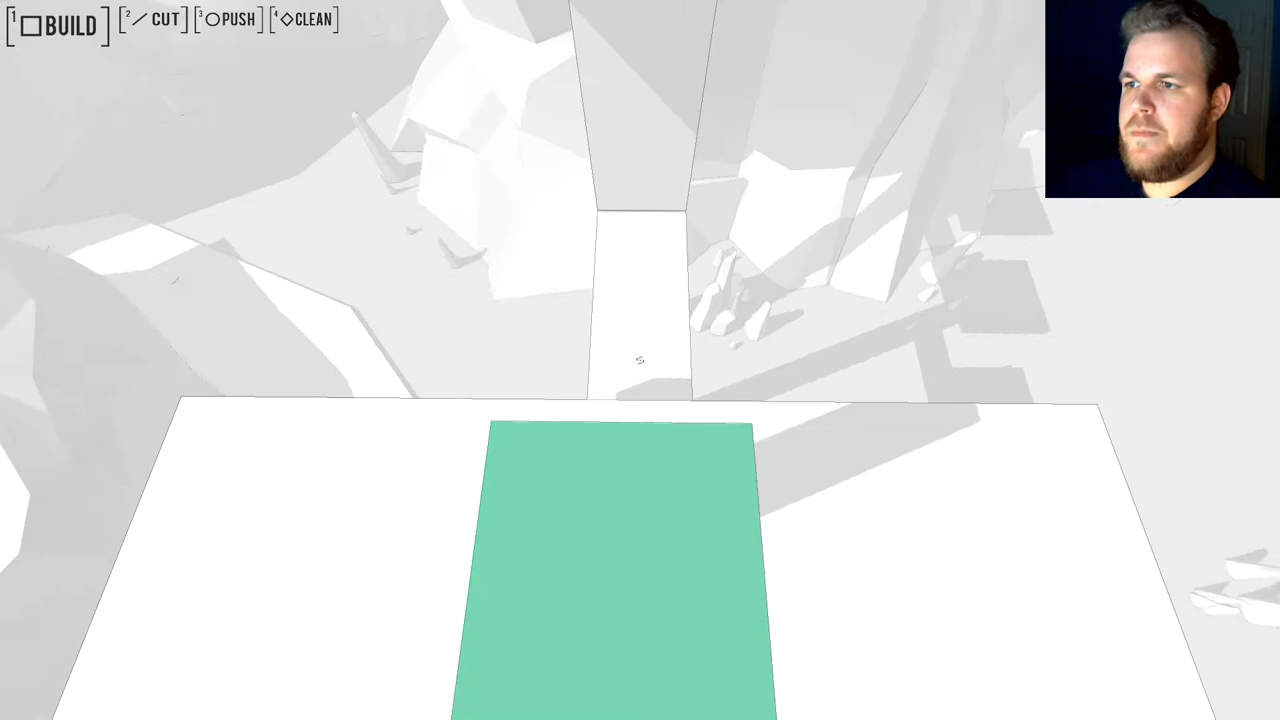 [1 □BUILD ] [2 / CUT] [3 ○PUSH] [4 ◇CLEAN]